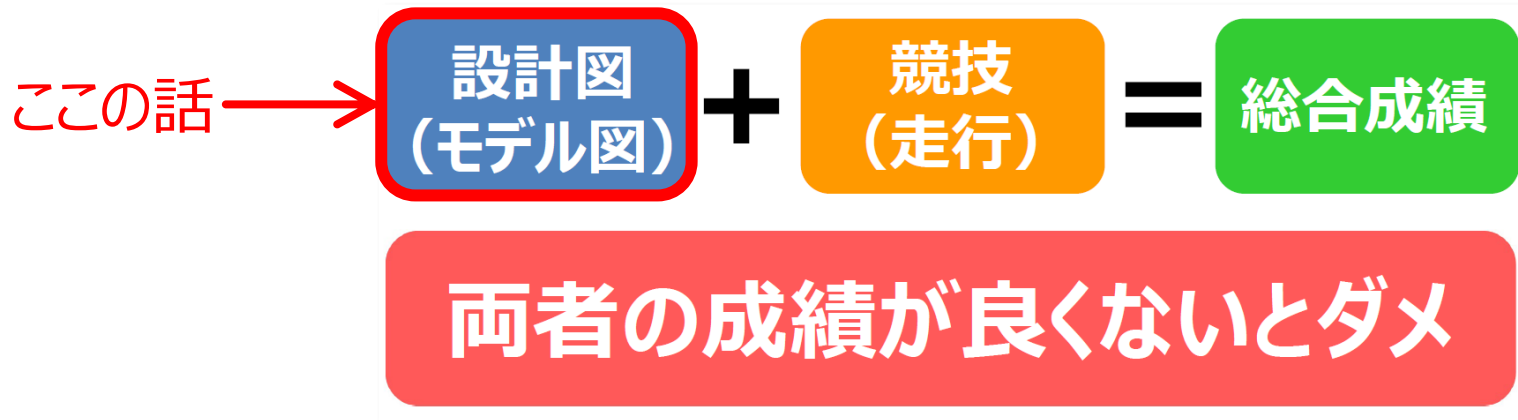 ここの話
設計図
（モデル図）
+
競技
（走行）
=
総合成績
両者の成績が良くないとダメ